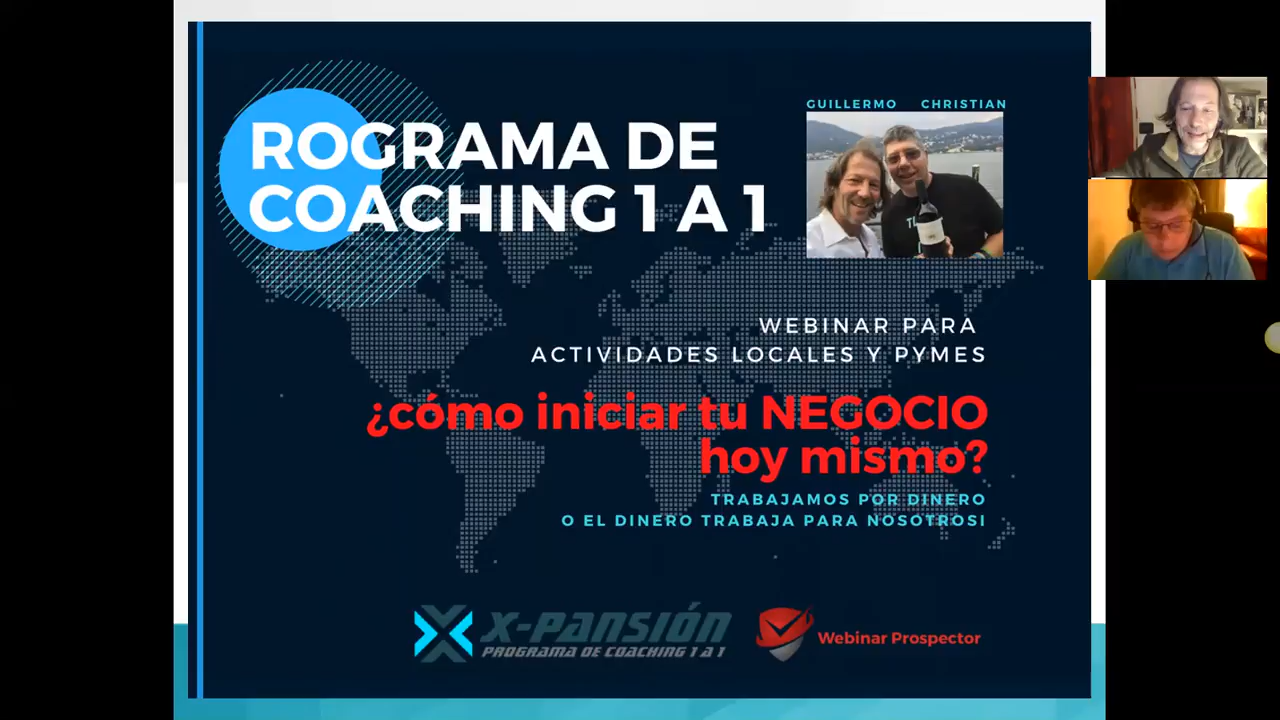 ROGRAMA DE
COACHING 1 A 1
GUILLERMO CHRISTIAN
WEBINAR PARA
ACTIVIDADES LOCALES Y PYMES
¿cómo iniciar tu NEGOCIO
hoy mismo?
TRABAJAMOS POR DINERO
O EL DINERO TRABAJA PARA NOSOTROSI
X-PANSIÓN
PROGRAMA DE COACHING 1 A 1
Webinar Prospector